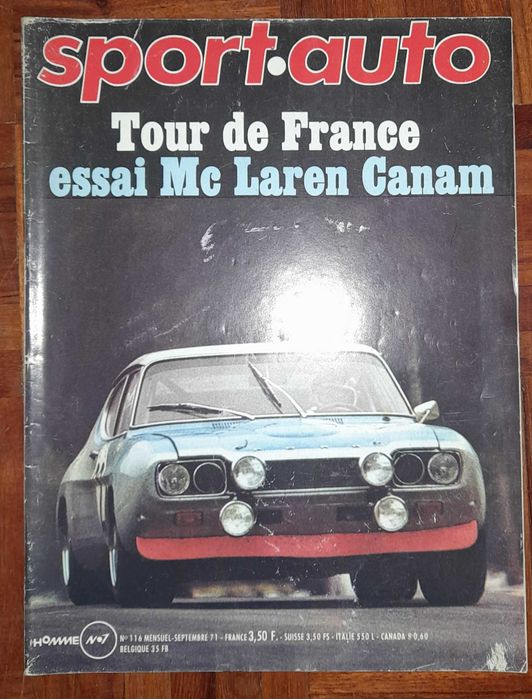 sport.auto
Tour de France
essai Mc Laren Canam
l'HOMME N°1
N° 116 MENSUEL-SEPTEMBRE 71 - FRANCE 3,50 F. - SUISSE 3,50 FS - ITALIE 550 L - CANADA $ 0,60
BELGIQUE 35 FB